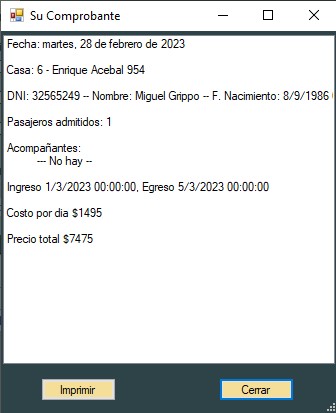 Su Comprobante
Fecha: martes, 28 de febrero de 2023
Casa: 6 - Enrique Acebal 954
DNI: 32565249 -- Nombre: Miguel Grippo -- F. Nacimiento: 8/9/1986
Pasajeros admitidos: 1
Acompañantes:
--- No hay --
Ingreso 1/3/2023 00:00:00, Egreso 5/3/2023 00:00:00
Costo por dia $1495
Precio total $7475
Imprimir
Cerrar